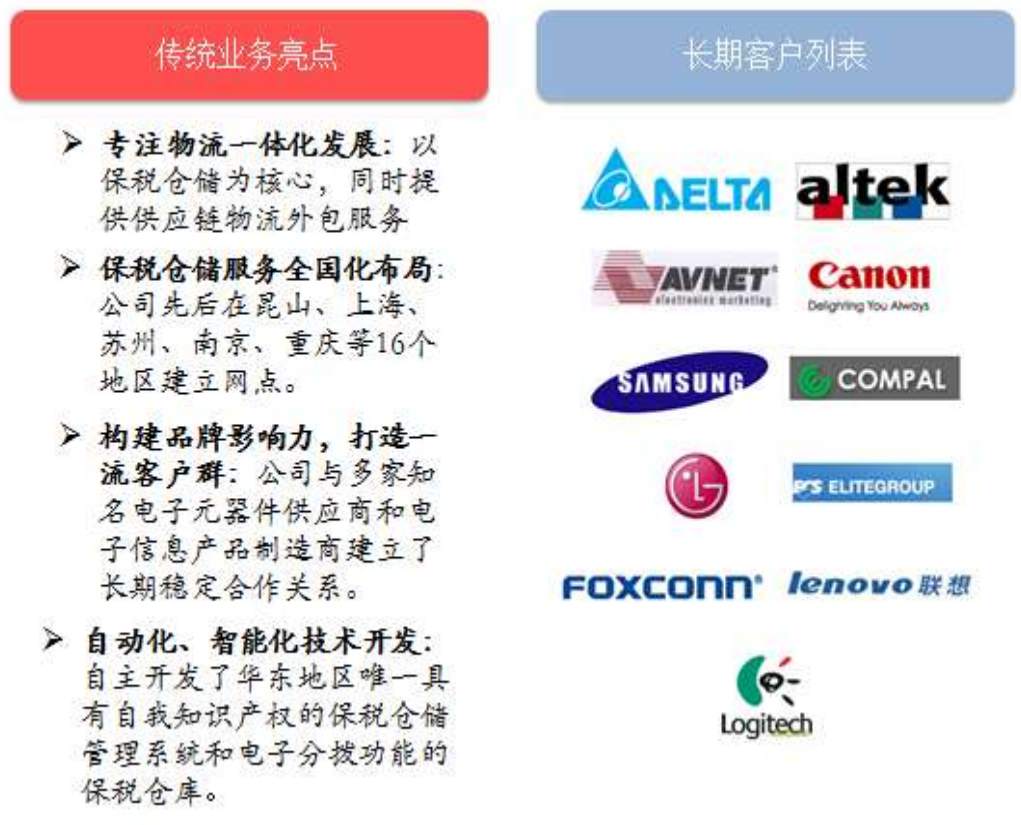 传统业务亮点
专注物流一体化发展：以
保税仓储为核心，同时提
供供应链物流外包服务
保税仓储服务全国化布局：
公司先后在昆山、上海、
苏州、南京、重庆等16个
地区建立网点。
构建品牌影响力，打造一
流客户群：公司与多家知
名电子元器件供应商和电
子信息产品制造商建立了
长期稳定合作关系。
自动化、智能化技术开发：
自主开发了华东地区唯一具
有自我知识产权的保税仓储
管理系统和电子分拨功能的
保税仓库。
长期客户列表
DELTA altek
AVNET
electronics marketing
Canon
Delighting You Always
SAMSUNG COMPAL
LG ELITEGROUP
FOXCONN® lenovo 联想
Logitech